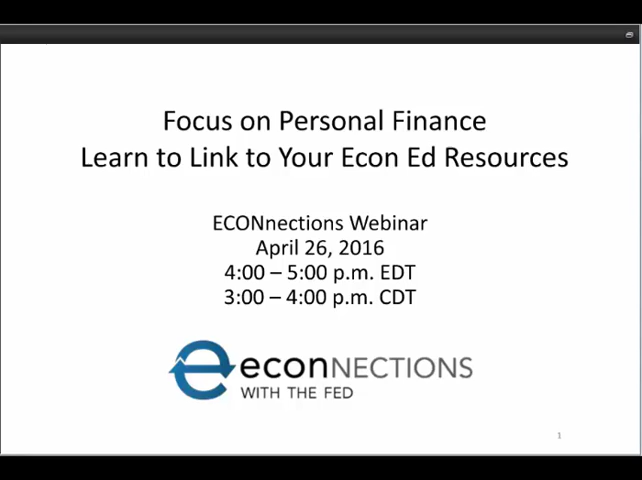 Focus on Personal Finance
Learn to Link to Your Econ Ed Resources
ECONnections Webinar
April 26, 2016
4:00 – 5:00 p.m. EDT
3:00 – 4:00 p.m. CDT
econNECTIONS
WITH THE FED
1